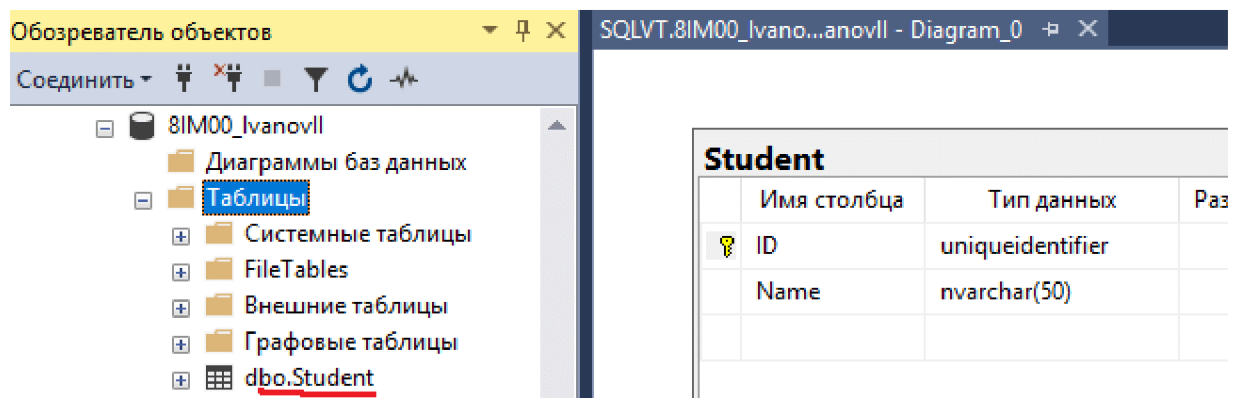 Обозреватель объектов
Соединить
8IM00_IvanovII
Диаграммы баз данных
Таблицы
Системные таблицы
FileTables
Внешние таблицы
Графовые таблицы
dbo.Student
SQLVT.8IM00_Ivano...anovII - Diagram_0
Student
Имя столбца Тип данных Раз
ID uniqueidentifier
Name nvarchar(50)